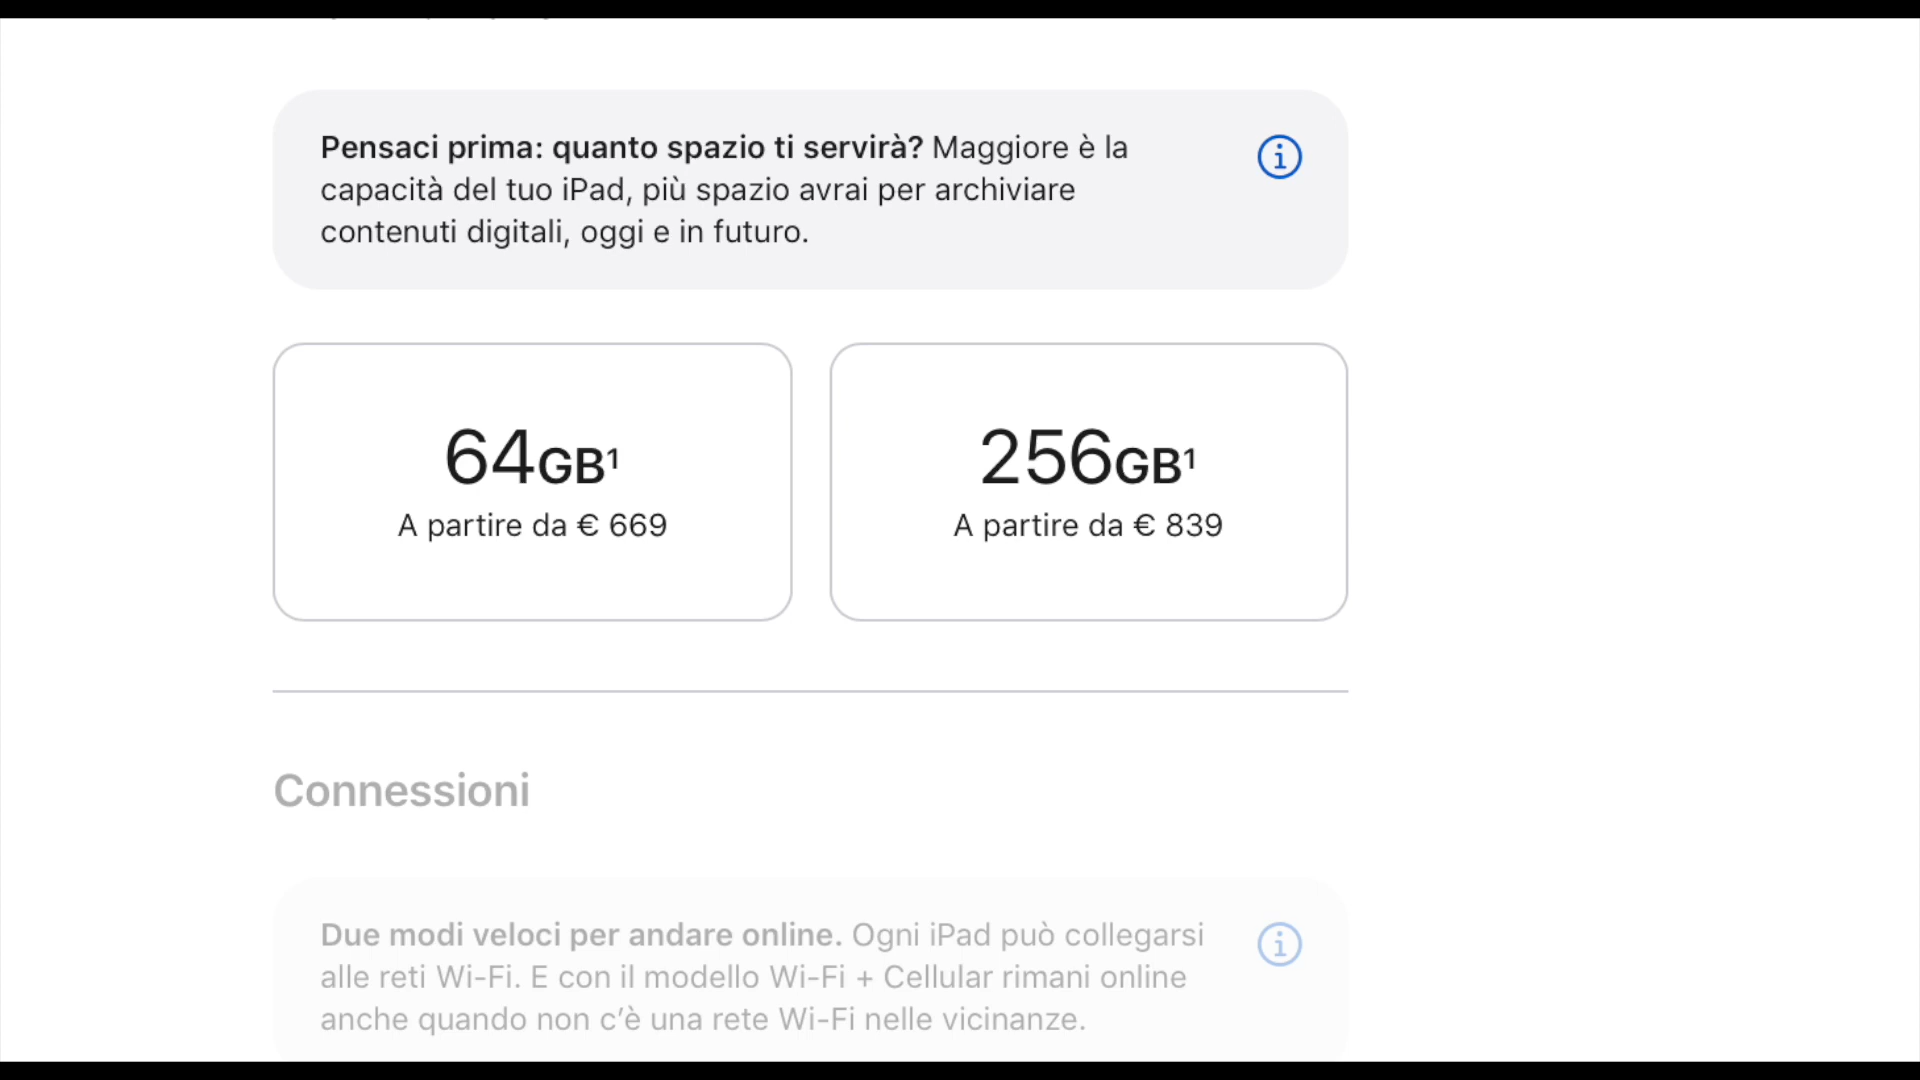 Pensaci prima: quanto spazio ti servirà? Maggiore è la
capacità del tuo iPad, più spazio avrai per archiviare
contenuti digitali, oggi e in futuro.
64GB¹
A partire da € 669
256GB¹
A partire da € 839
Connessioni
Due modi veloci per andare online. Ogni iPad può collegarsi
alle reti Wi-Fi. E con il modello Wi-Fi + Cellular rimani online
anche quando non c’è una rete Wi-Fi nelle vicinanze.